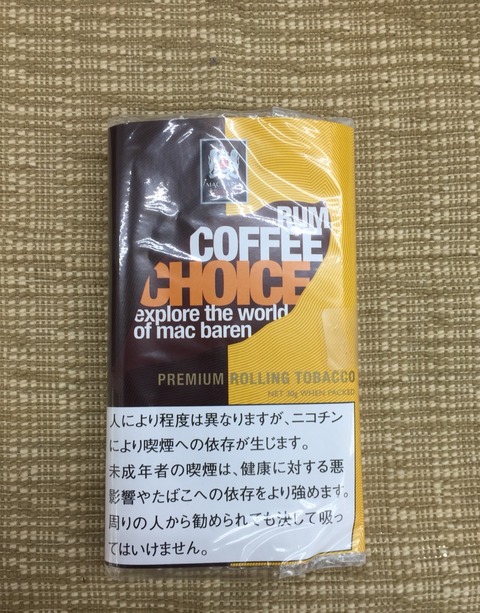 RUM
COFFEE
CHOICE
explore the world
of mac baren
PREMIUM ROLLING TOBACCO
NET 30g WHEN PACKED
人により程度は異なりますが、ニコチン
により喫煙への依存が生じます。
未成年者の喫煙は、健康に対する悪
影響やたばこへの依存をより強めます。
周りの人から勧められても決して吸っ
てはいけません。